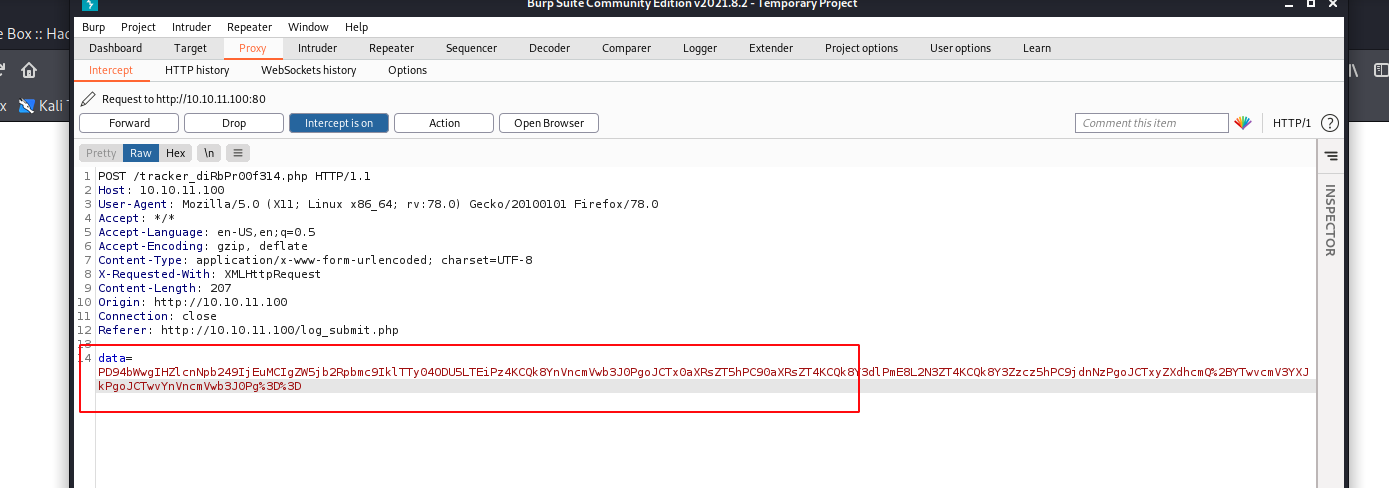 Burp Suite Community Edition v2021.8.2 - Temporary Project
Burp Project Intruder Repeater Window Help
e Box :: Hac
Dashboard Target Proxy Intruder Repeater Sequencer Decoder Comparer Logger Extender Project options User options Learn
Intercept HTTP history WebSockets history Options
Request to http://10.10.11.100:80
x Kali T
Forward Drop Intercept is on Action Open Browser Comment this item HTTP/1 ?
Pretty Raw Hex \n
INSPECTOR
1 POST /tracker_diRbPr00f314.php HTTP/1.1
2 Host: 10.10.11.100
3 User-Agent: Mozilla/5.0 (X11; Linux x86_64; rv:78.0) Gecko/20100101 Firefox/78.0
4 Accept: */*
5 Accept-Language: en-US,en;q=0.5
6 Accept-Encoding: gzip, deflate
7 Content-Type: application/x-www-form-urlencoded; charset=UTF-8
8 X-Requested-With: XMLHttpRequest
9 Content-Length: 207
10 Origin: http://10.10.11.100
11 Connection: close
12 Referer: http://10.10.11.100/log_submit.php
13
14 data=
PD94bWwgIHZlcnNpb249IjEuMCIgZW5jb2Rpbmc9IklTTy04ODU5LTEiPz4KCQk8YnVncmVwb3J0PgoJCTx0aXRsZT5hPC90aXRsZT4KCQk8Y3dlPmE8L2N3ZT4KCQk8Y3Zzcz5hPC9jdnNzPgoJCTxyZXdhcmQ%2BYTwvcmV3YXJ
kPgoJCTwvYnVncmVwb3J0Pg%3D%3D